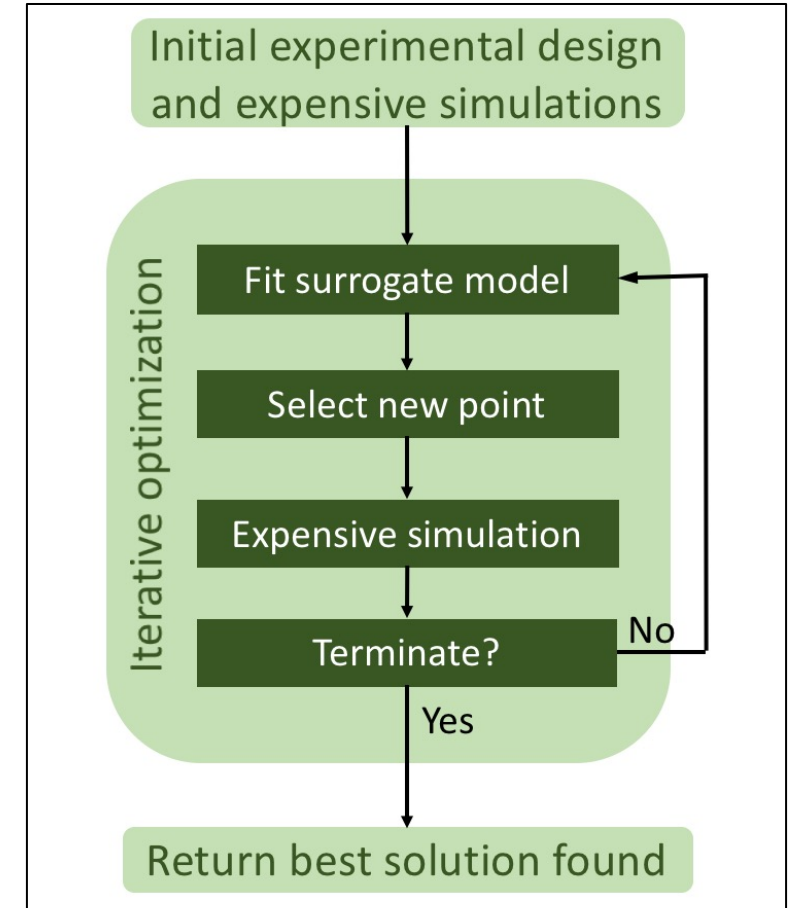 Initial experimental design
and expensive simulations
Iterative optimization
Fit surrogate model
Select new point
Expensive simulation
Terminate?
No
Yes
Return best solution found